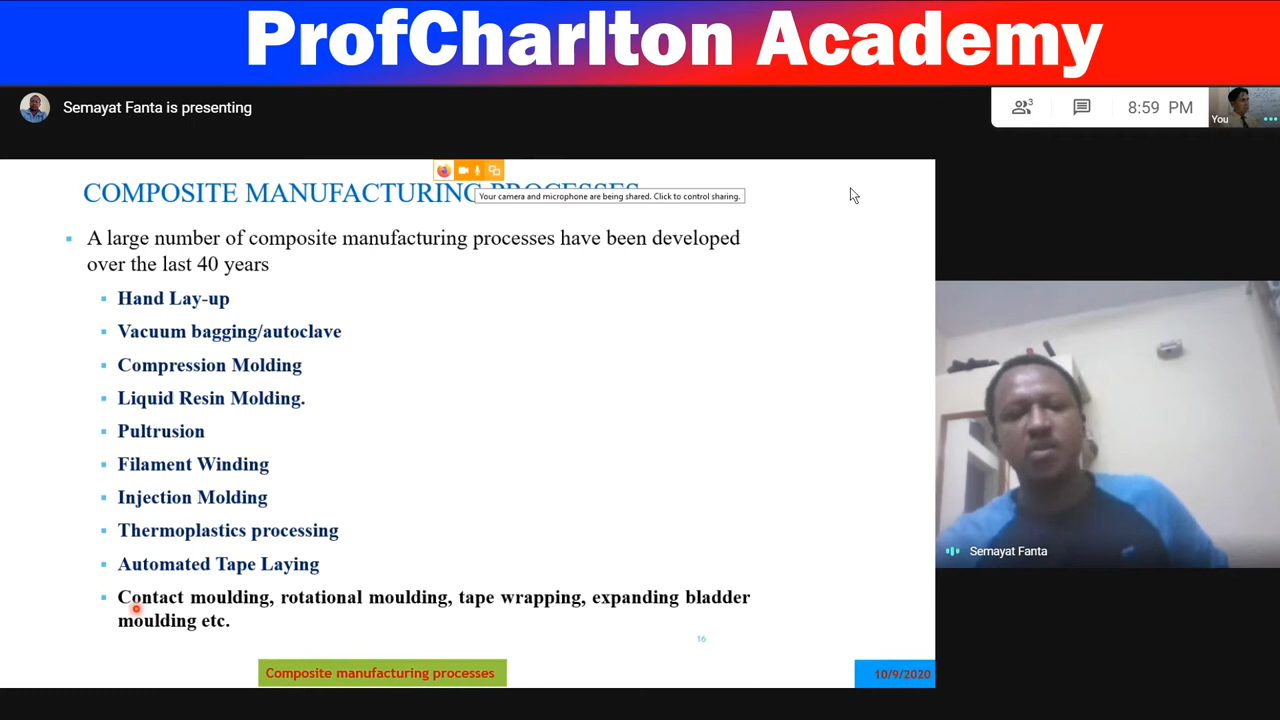 ProfCharlton Academy
Semayat Fanta is presenting
3
8:59 PM
You
COMPOSITE MANUFACTURING PROCESSES
Your camera and microphone are being shared. Click to control sharing.
A large number of composite manufacturing processes have been developed
over the last 40 years
Hand Lay-up
Vacuum bagging/autoclave
Compression Molding
Liquid Resin Molding.
Pultrusion
Filament Winding
Injection Molding
Thermoplastics processing
Automated Tape Laying
Contact moulding, rotational moulding, tape wrapping, expanding bladder
moulding etc.
16
Composite manufacturing processes
10/9/2020
Semayat Fanta